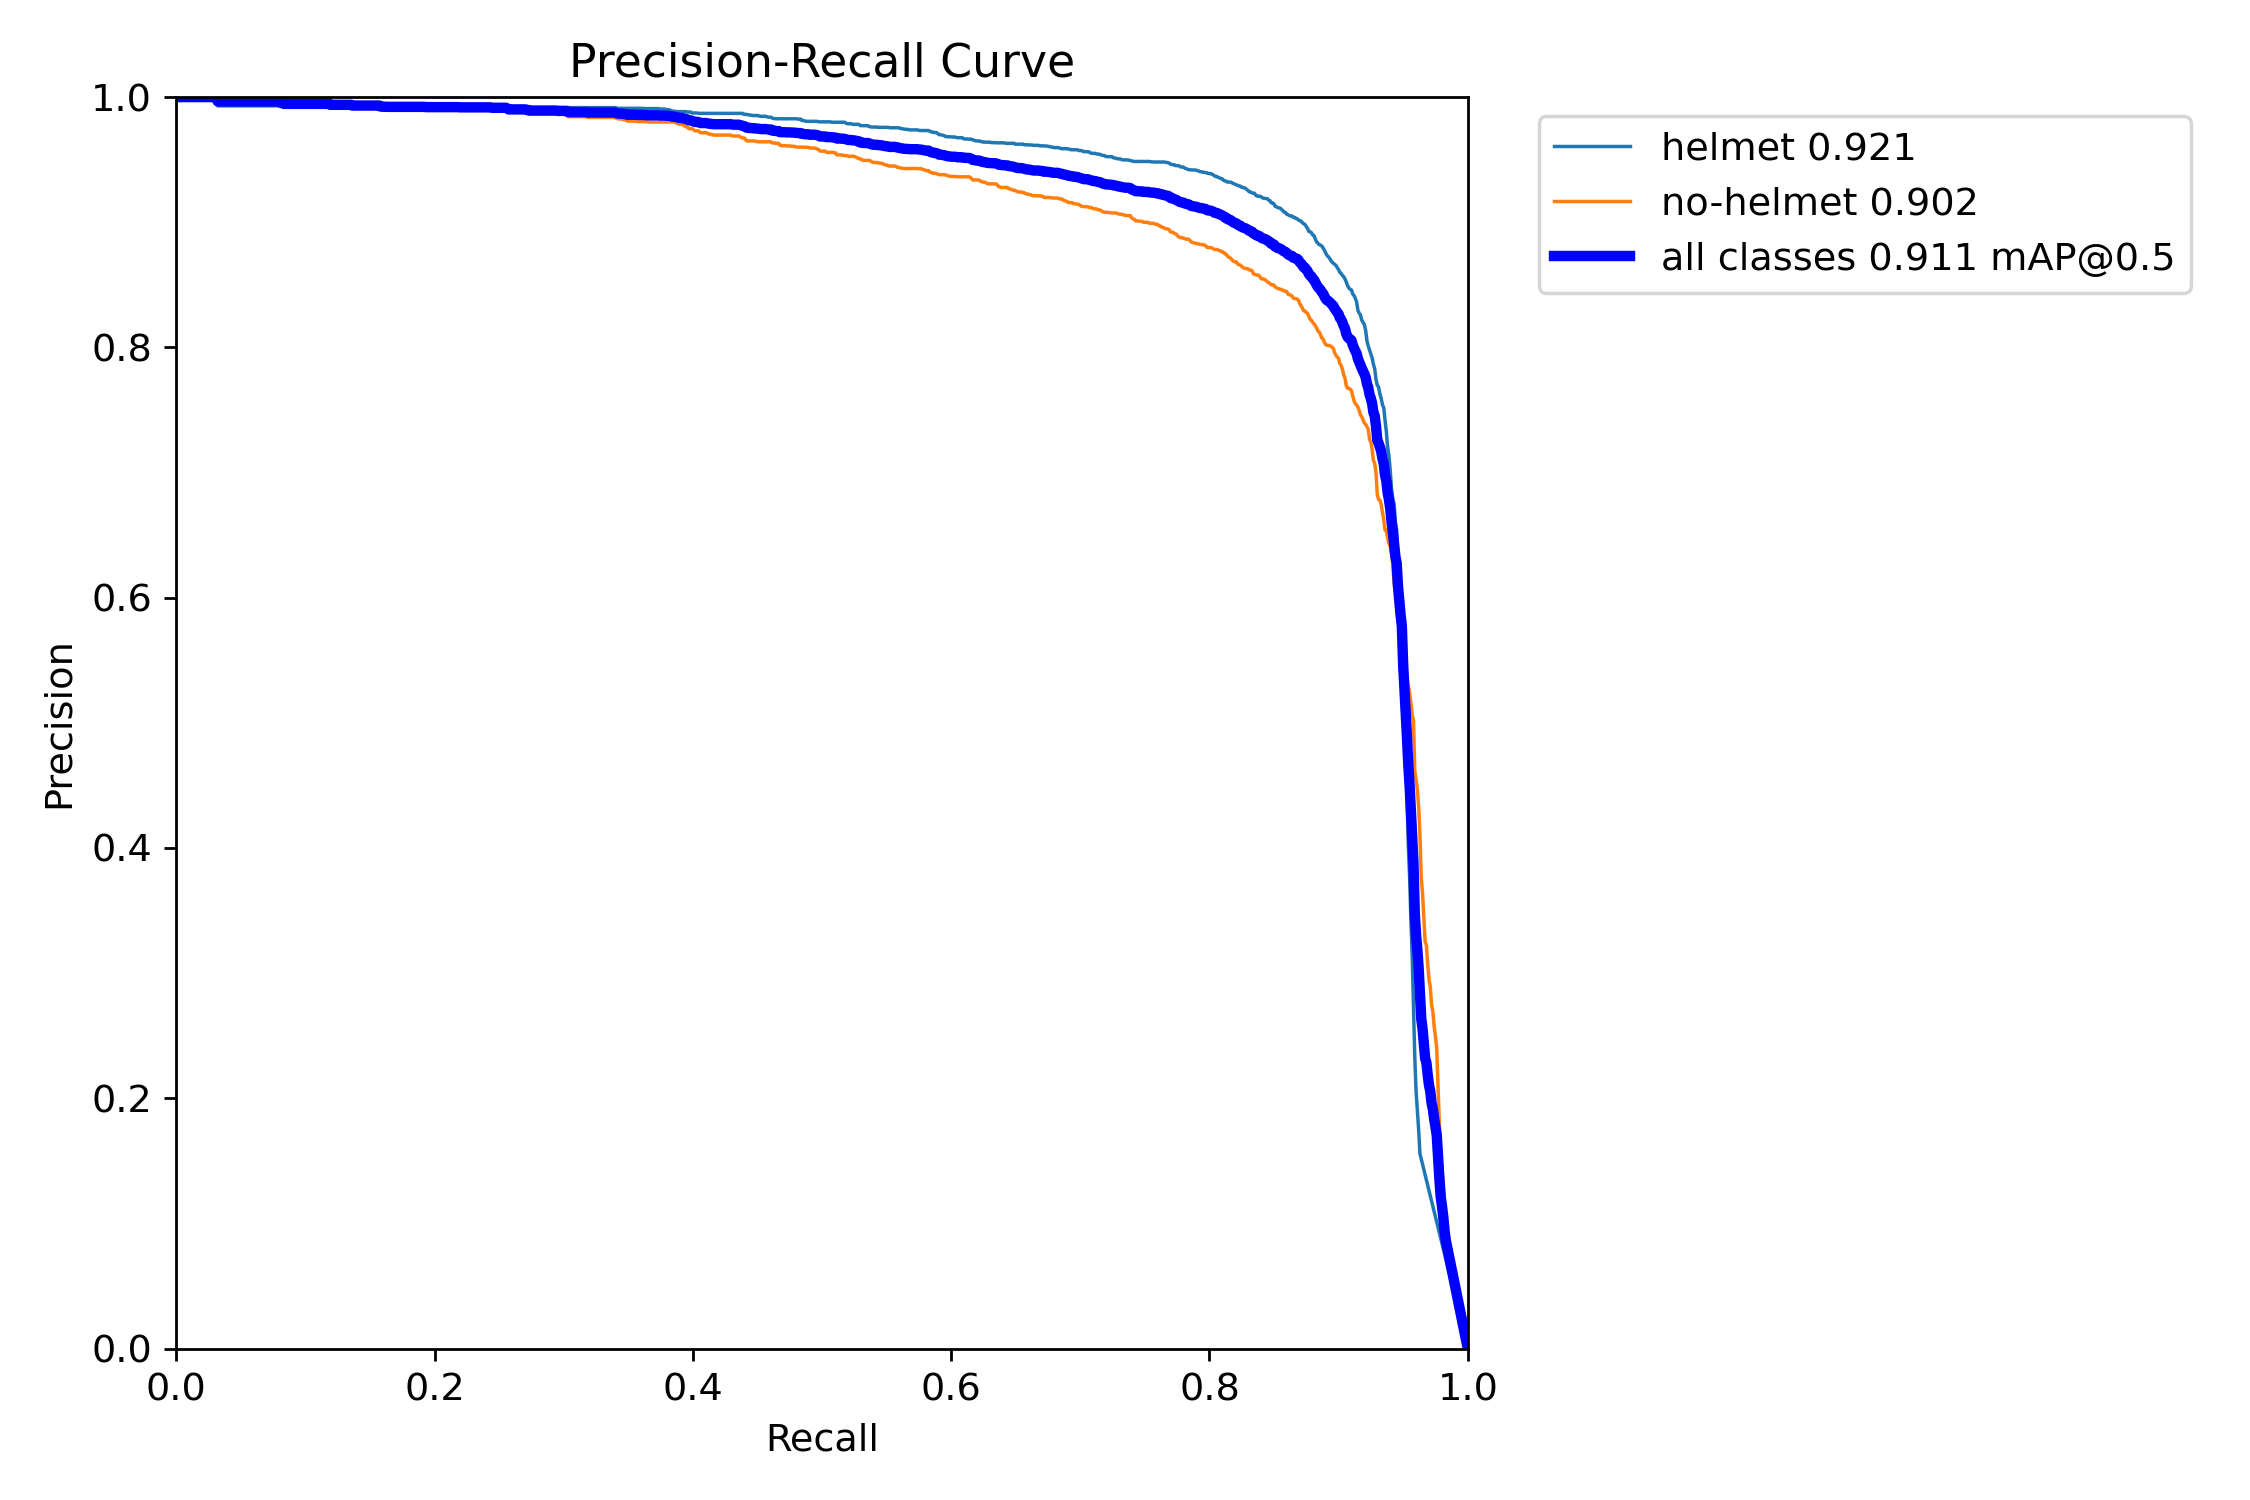 Precision-Recall Curve
1.0
0.8
0.6
0.4
0.2
0.0
Precision
0.0 0.2 0.4 0.6 0.8 1.0
Recall
helmet 0.921
no-helmet 0.902
all classes 0.911 mAP@0.5